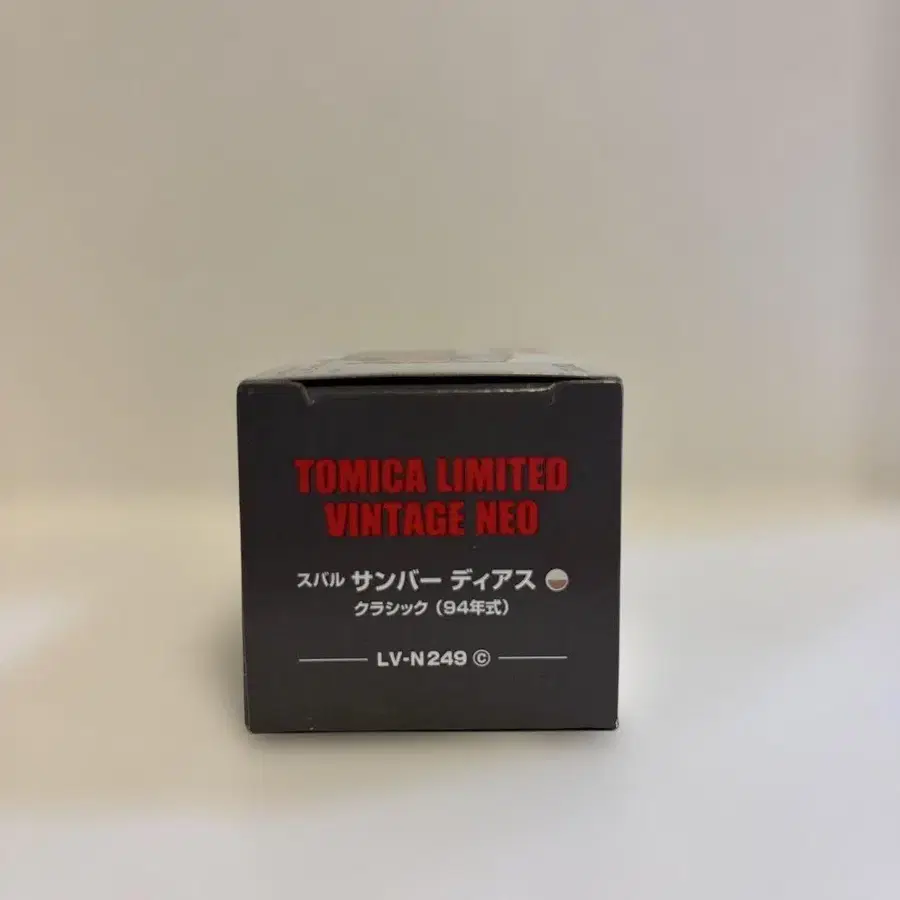 TOMICA LIMITED
VINTAGE NEO
スバル サンバー ディアス
クラシック (94年式)
LV-N249 ©